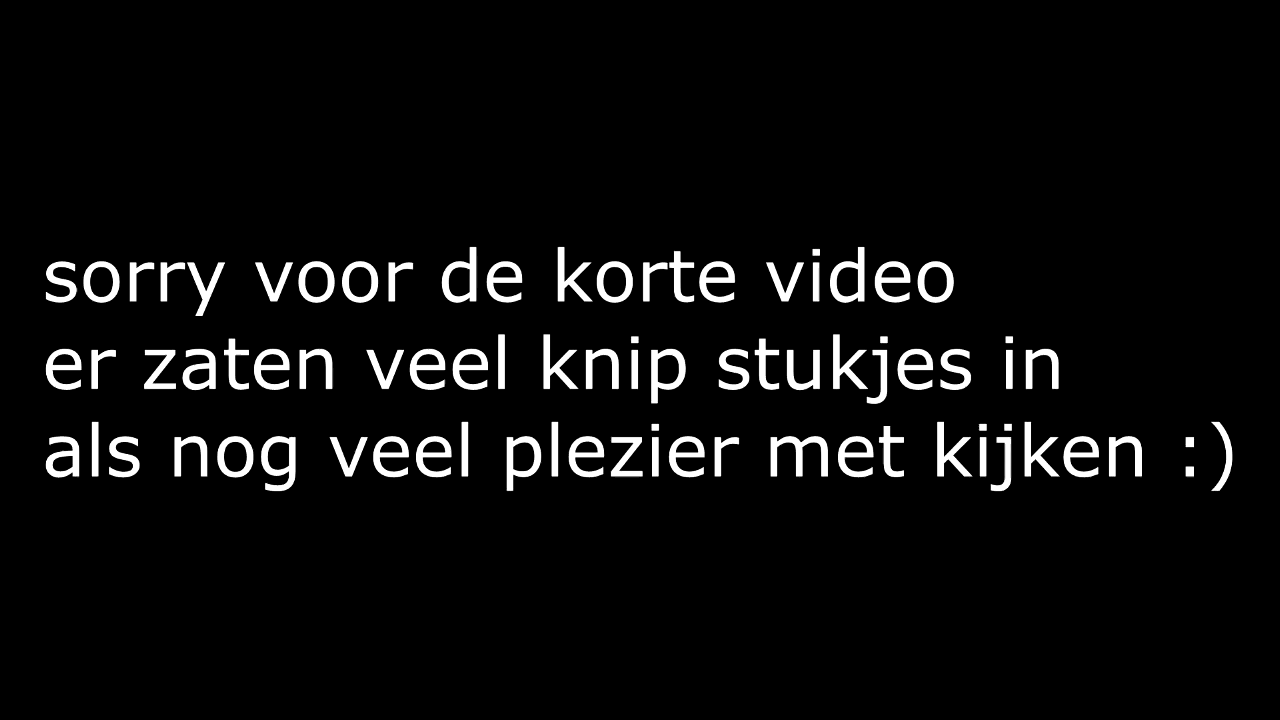 sorry voor de korte video
er zaten veel knip stukjes in
als nog veel plezier met kijken :)